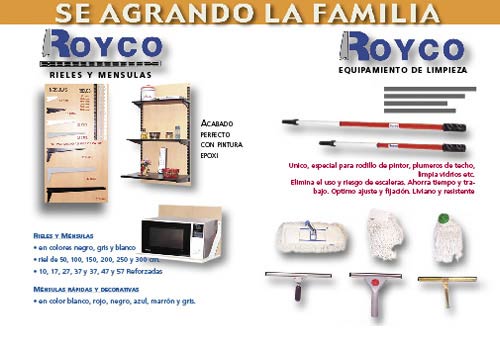 SE AGRANDO LA FAMILIA
ROYCO
RIELES Y MENSULAS
ACABADO
PERFECTO
CON PINTURA
EPOXI
RIELES Y MENSULAS
• en colores negro, gris y blanco
• riel de 50, 100, 150, 200, 250 y 300 cm.
• 10, 17, 27, 37 y 37, 47 y 57 Reforzadas
MENSULAS RÁPIDAS Y DECORATIVAS
• en color blanco, rojo, negro, azul, marrón y gris.
ROYCO
EQUIPAMIENTO DE LIMPIEZA
Unico, especial para rodillo de pintor, plumeros de techo,
limpia vidrios etc.
Elimina el uso y riesgo de escaleras. Ahorra tiempo y tra-
bajo. Optimo ajuste y fijación. Liviano y resistente